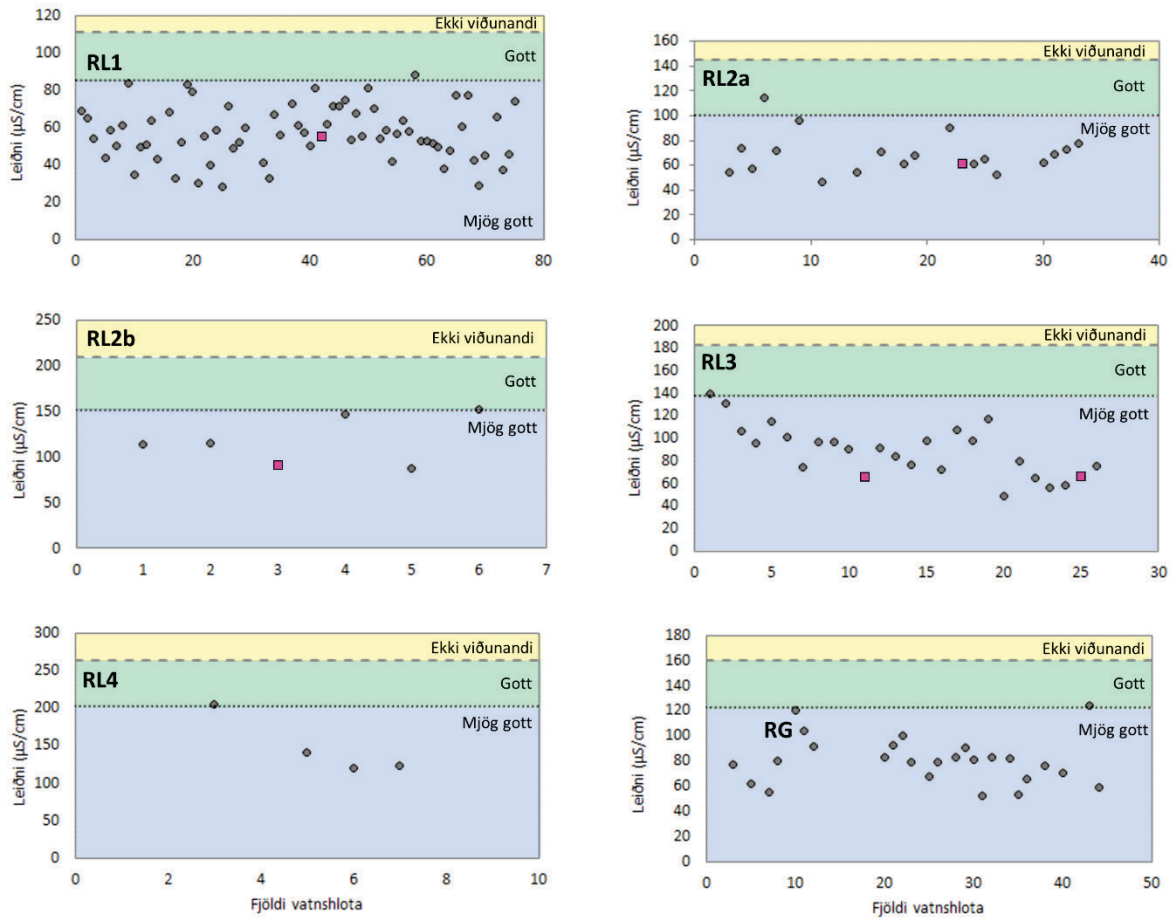 120
100
80
60
40
20
0
Leiðni (µS/cm)
RL1
Ekki viðunandi
Gott
Mjög gott
0 20 40 60 80
160
140
120
100
80
60
40
20
0
Leiðni (µS/cm)
RL2a
Ekki viðunandi
Gott
Mjög gott
0 10 20 30 40
250
200
150
100
50
0
Leiðni (µS/cm)
RL2b
Ekki viðunandi
Gott
Mjög gott
0 1 2 3 4 5 6 7
200
180
160
140
120
100
80
60
40
20
0
Leiðni (µS/cm)
RL3
Ekki viðunandi
Gott
Mjög gott
0 5 10 15 20 25 30
300
250
200
150
100
50
0
Leiðni (µS/cm)
RL4
Ekki viðunandi
Gott
Mjög gott
0 2 4 6 8 10
Fjöldi vatnshlota
180
160
140
120
100
80
60
40
20
0
Leiðni (µS/cm)
RG
Ekki viðunandi
Gott
Mjög gott
0 10 20 30 40 50
Fjöldi vatnshlota